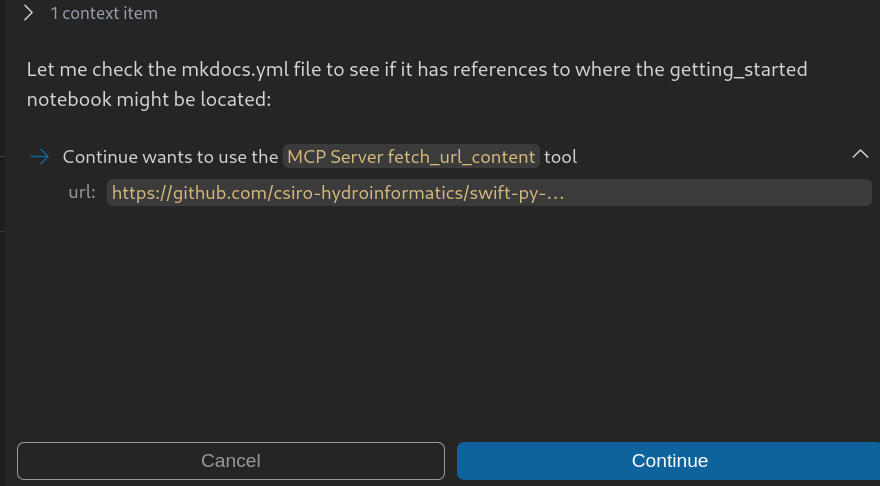 1 context item
Let me check the mkdocs.yml file to see if it has references to where the getting_started
notebook might be located:
Continue wants to use the MCP Server fetch_url_content tool
url: https://github.com/csiro-hydroinformatics/swift-py-...
Cancel
Continue